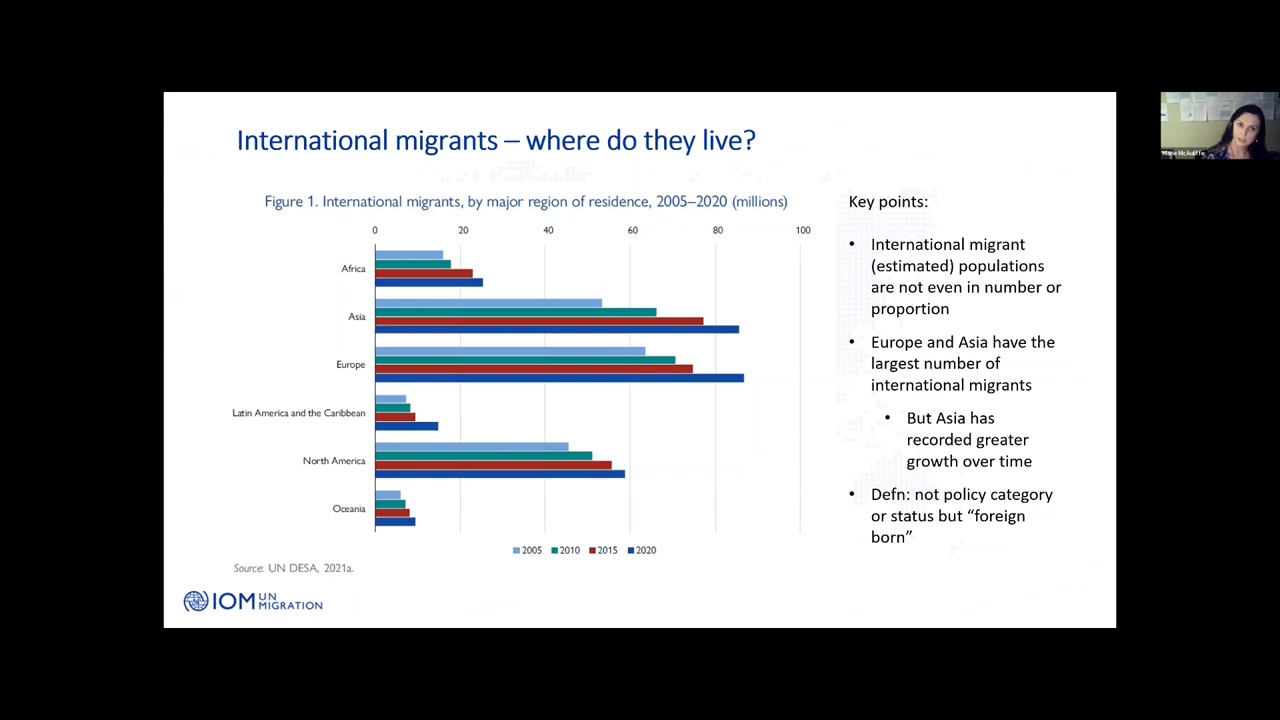 International migrants – where do they live?
Figure 1. International migrants, by major region of residence, 2005–2020 (millions)
0 20 40 60 80 100
Africa
Asia
Europe
Latin America and the Caribbean
North America
Oceania
2005 2010 2015 2020
Source: UN DESA, 2021a.
IOM UN MIGRATION
Key points:
• International migrant
(estimated) populations
are not even in number or
proportion
• Europe and Asia have the
largest number of
international migrants
• But Asia has
recorded greater
growth over time
• Defn: not policy category
or status but “foreign
born”
Marie McAuliffe